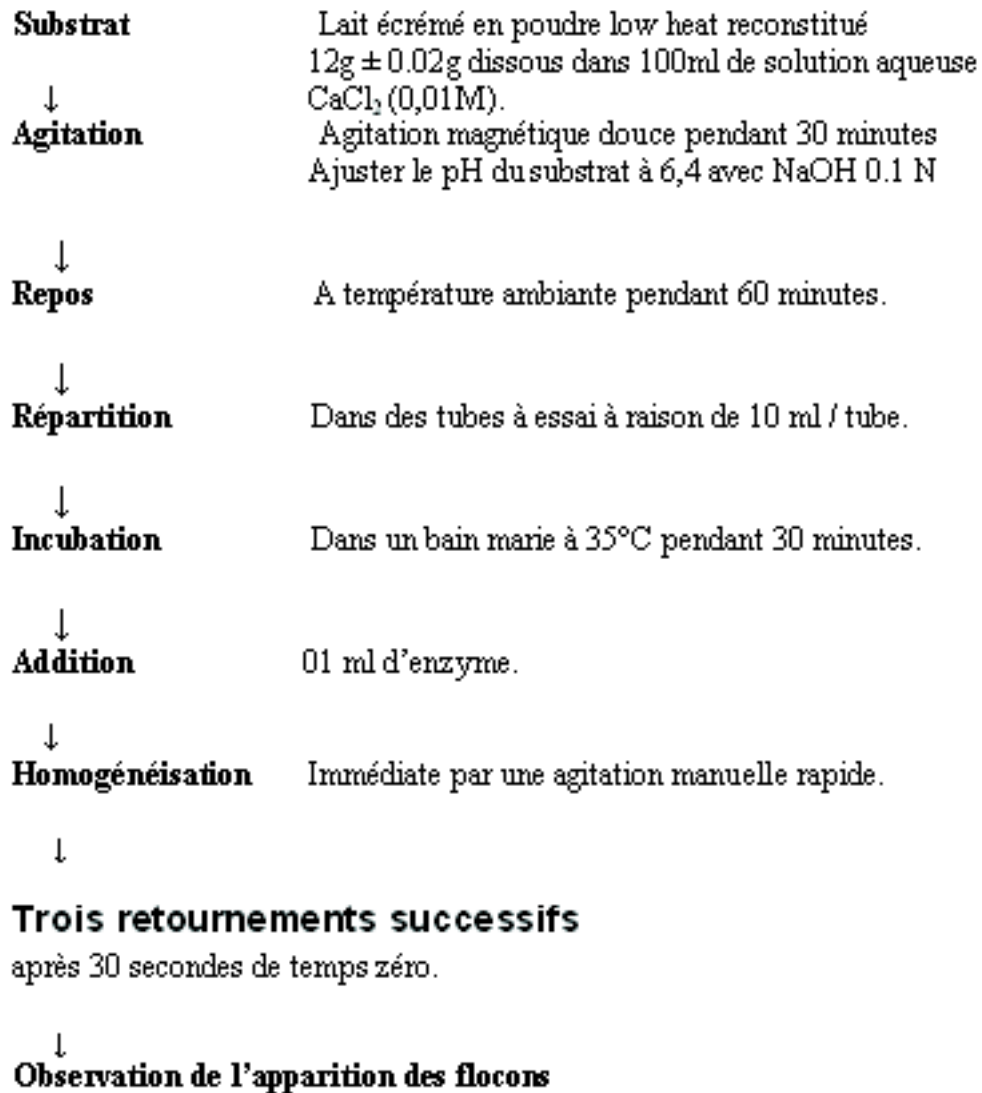 Substrat Lait écrémé en poudre low heat reconstitué
12g ± 0.02g dissous dans 100ml de solution aqueuse
↓ CaCl₂ (0,01M).
Agitation Agitation magnétique douce pendant 30 minutes
Ajuster le pH du substrat à 6,4 avec NaOH 0.1 N
↓
Repos A température ambiante pendant 60 minutes.
↓
Répartition Dans des tubes à essai à raison de 10 ml / tube.
↓
Incubation Dans un bain marie à 35°C pendant 30 minutes.
↓
Addition 01 ml d'enzyme.
↓
Homogénéisation Immédiate par une agitation manuelle rapide.
↓
Trois retournements successifs
après 30 secondes de temps zéro.
↓
Observation de l'apparition des flocons